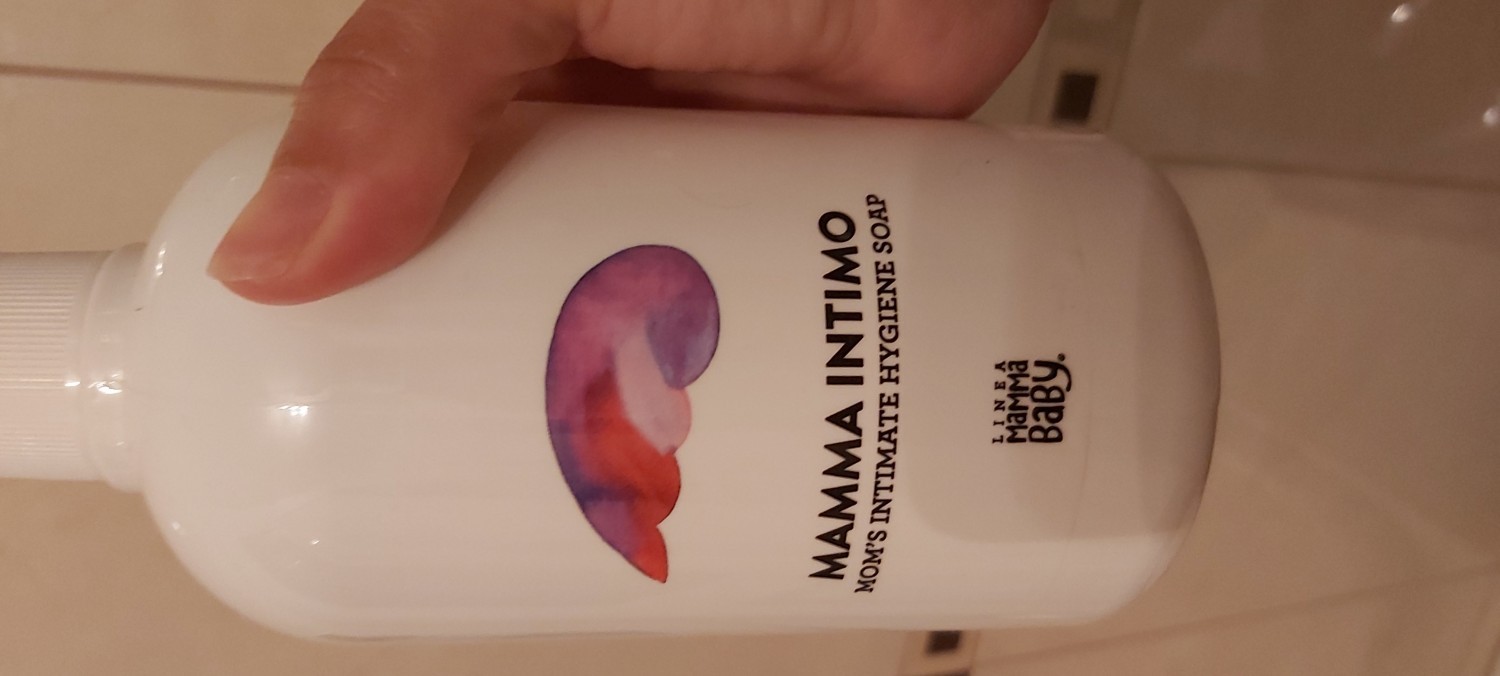 MAMMA INTIMO
MOM'S INTIMATE HYGIENE SOAP
LINEA
MaMMa
BaBY.